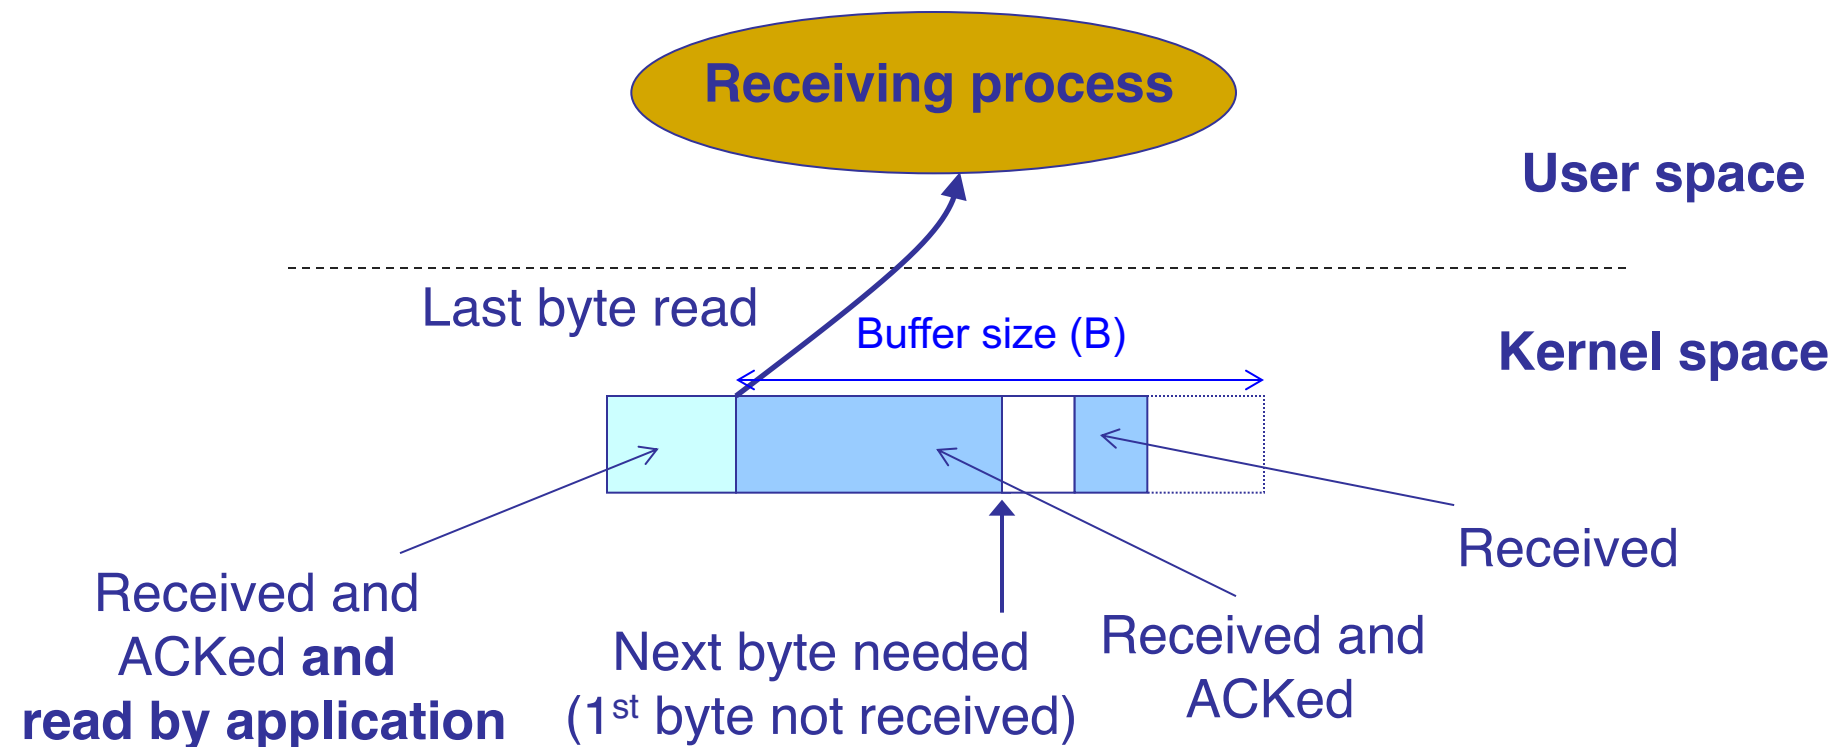 Receiving process
User space
Last byte read
Buffer size (B)
Kernel space
Received and
ACKed and
read by application
Next byte needed
(1st byte not received)
Received and
ACKed
Received